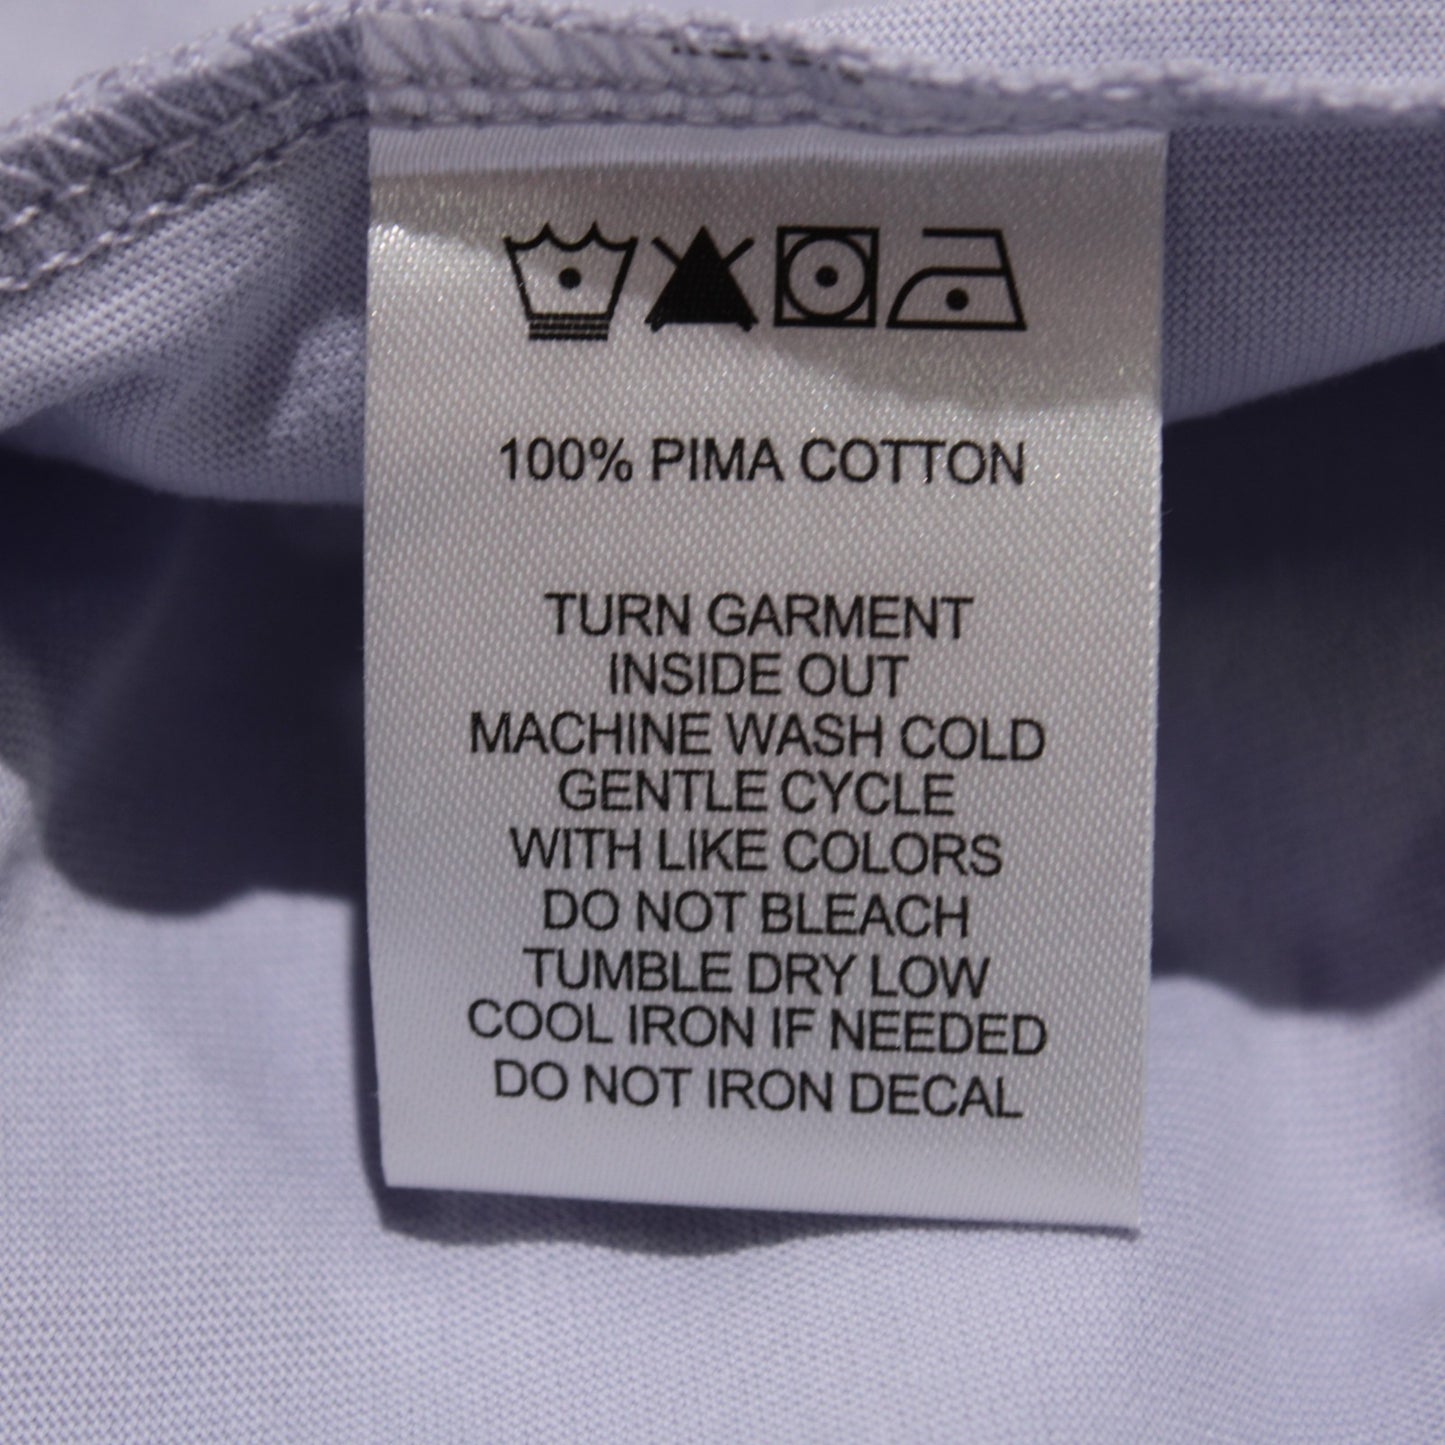 100% PIMA COTTON
TURN GARMENT
INSIDE OUT
MACHINE WASH COLD
GENTLE CYCLE
WITH LIKE COLORS
DO NOT BLEACH
TUMBLE DRY LOW
COOL IRON IF NEEDED
DO NOT IRON DECAL